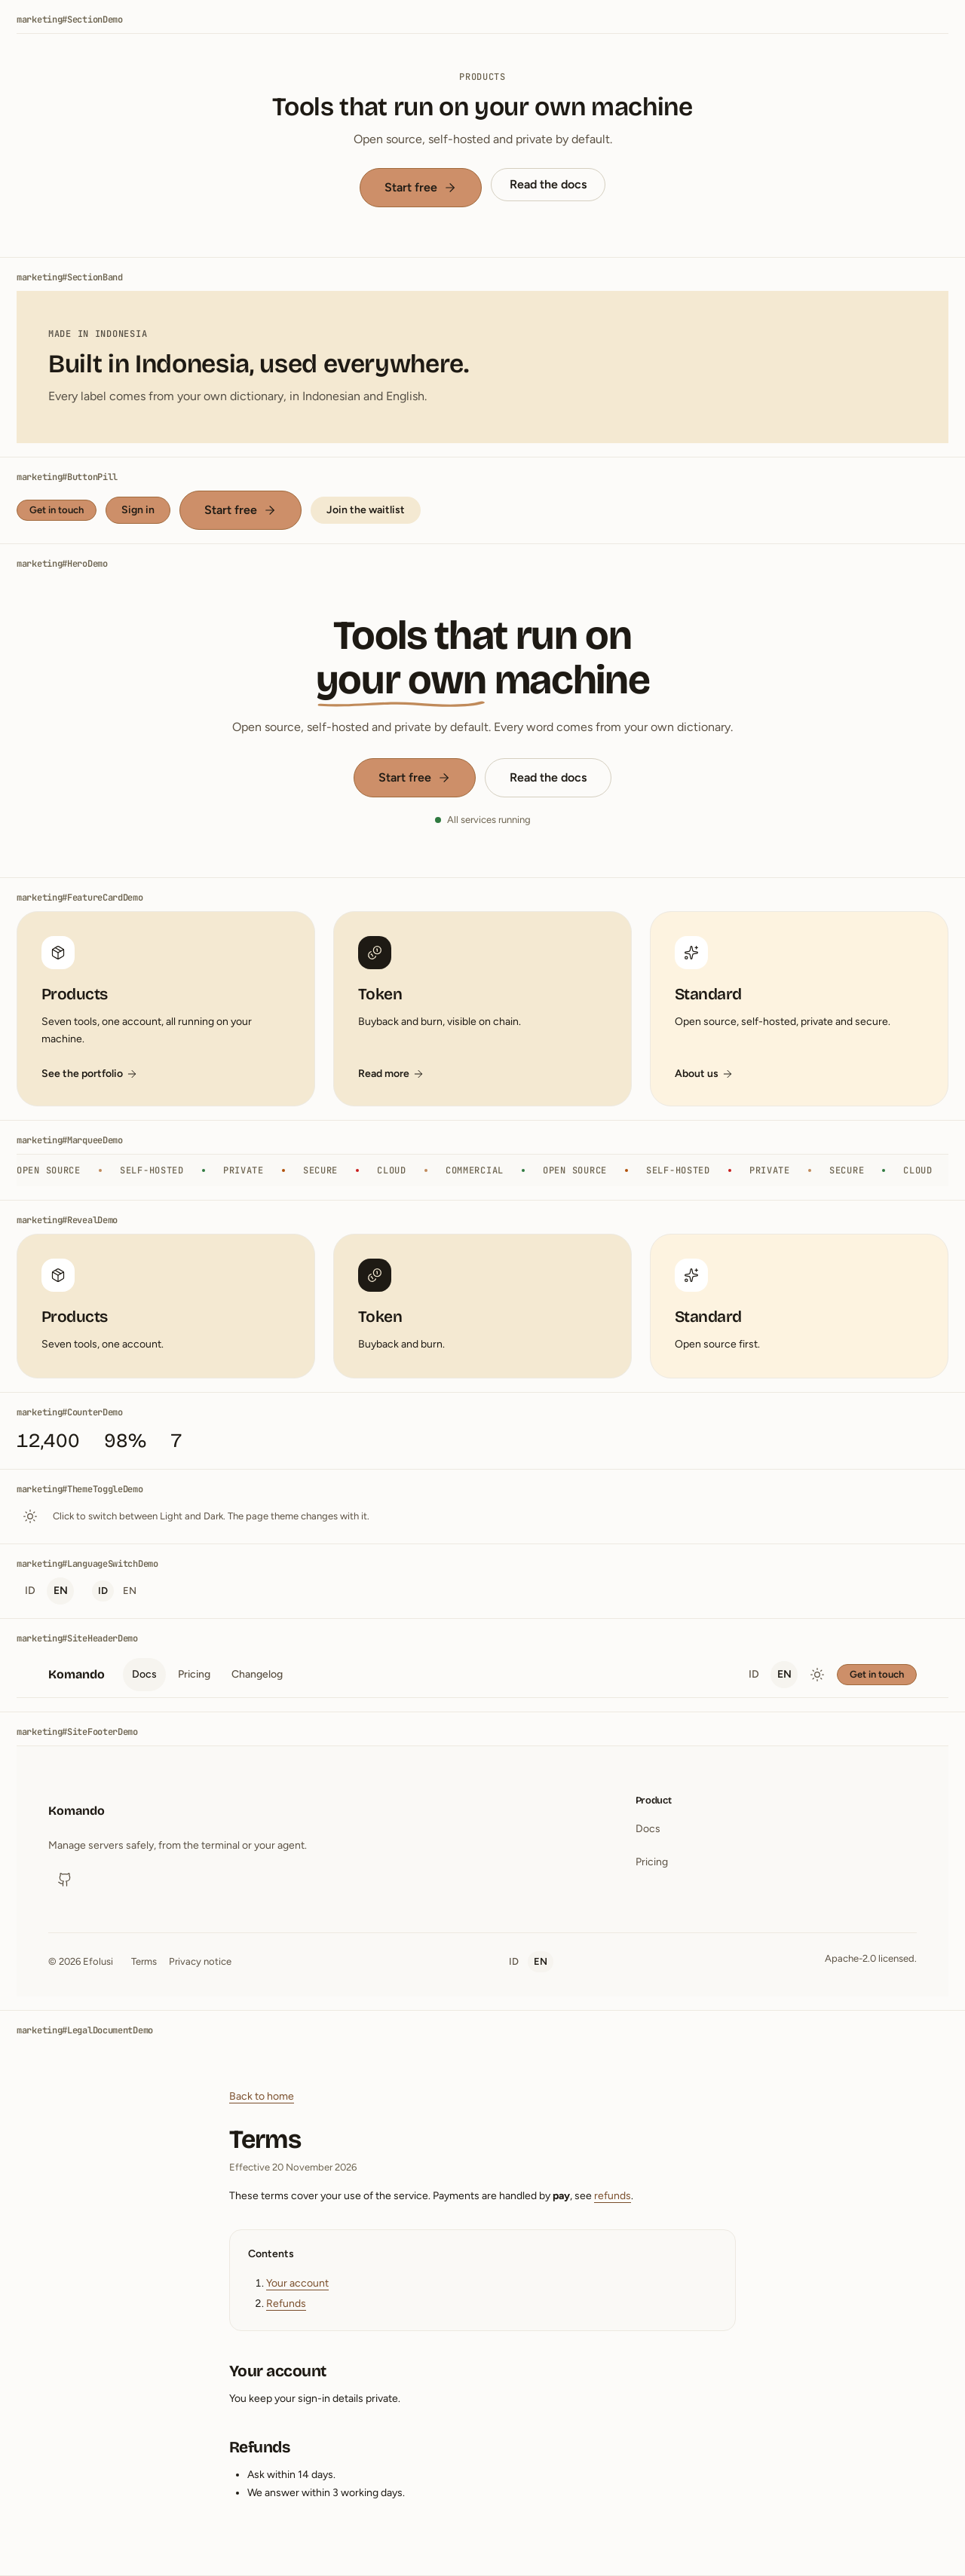 marketing#SectionDemo
PRODUCTS
Tools that run on your own machine
Open source, self-hosted and private by default.
Start free
Read the docs
marketing#SectionBand
MADE IN INDONESIA
Built in Indonesia, used everywhere.
Every label comes from your own dictionary, in Indonesian and English.
marketing#ButtonPill
Get in touch
Sign in
Start free
Join the waitlist
marketing#HeroDemo
Tools that run on
your own machine
Open source, self-hosted and private by default. Every word comes from your own dictionary.
Start free
Read the docs
All services running
marketing#FeatureCardDemo
Products
Seven tools, one account, all running on your
machine.
See the portfolio
Token
Buyback and burn, visible on chain.
Read more
Standard
Open source, self-hosted, private and secure.
About us
marketing#MarqueeDemo
OPEN SOURCE • SELF-HOSTED • PRIVATE • SECURE • CLOUD • COMMERCIAL • OPEN SOURCE • SELF-HOSTED • PRIVATE • SECURE • CLOUD
marketing#RevealDemo
Products
Seven tools, one account.
Token
Buyback and burn.
Standard
Open source first.
marketing#CounterDemo
12,400 98% 7
marketing#ThemeToggleDemo
Click to switch between Light and Dark. The page theme changes with it.
marketing#LanguageSwitchDemo
ID EN ID EN
marketing#SiteHeaderDemo
Komando Docs Pricing Changelog ID EN Get in touch
marketing#SiteFooterDemo
Komando
Manage servers safely, from the terminal or your agent.
Product
Docs
Pricing
© 2026 Efolusi Terms Privacy notice ID EN Apache-2.0 licensed.
marketing#LegalDocumentDemo
Back to home
Terms
Effective 20 November 2026
These terms cover your use of the service. Payments are handled by pay, see refunds.
Contents
1. Your account
2. Refunds
Your account
You keep your sign-in details private.
Refunds
• Ask within 14 days.
• We answer within 3 working days.